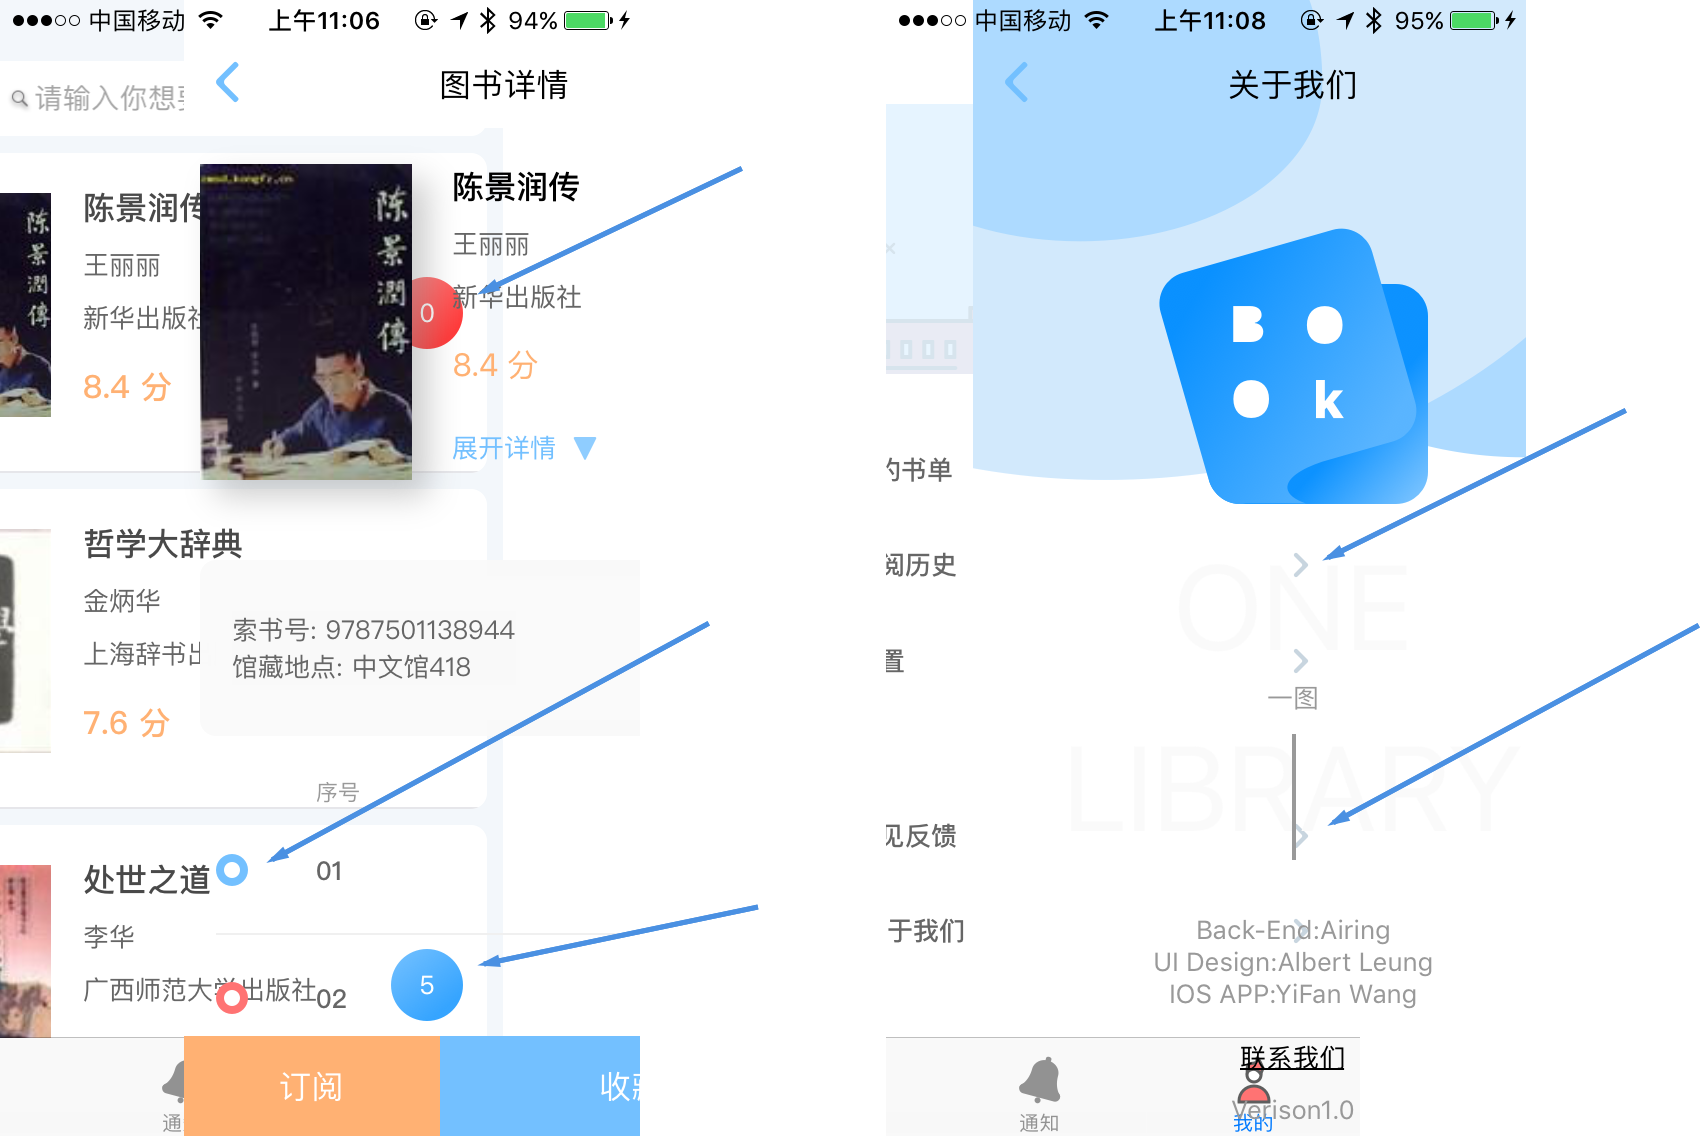 中国移动 上午11:06 94%
图书详情
请输入你想
陈景润传
王丽丽
新华出版社
8.4 分
陈景潤傳
0
陈景润传
王丽丽
新华出版社
8.4 分
展开详情
哲学大辞典
金炳华
上海辞书出
7.6 分
索书号: 9787501138944
馆藏地点: 中文馆418
序号
处世之道
01
李华
广西师范大学出版社
02
5
通
订阅
收藏
中国移动 上午11:08 95%
关于我们
BOOk
的书单
阅历史
置
ONE
一图
LIBRARY
见反馈
于我们
Back-End:Airing
UI Design:Albert Leung
IOS APP:YiFan Wang
联系我们
Verison1.0
通知
我的